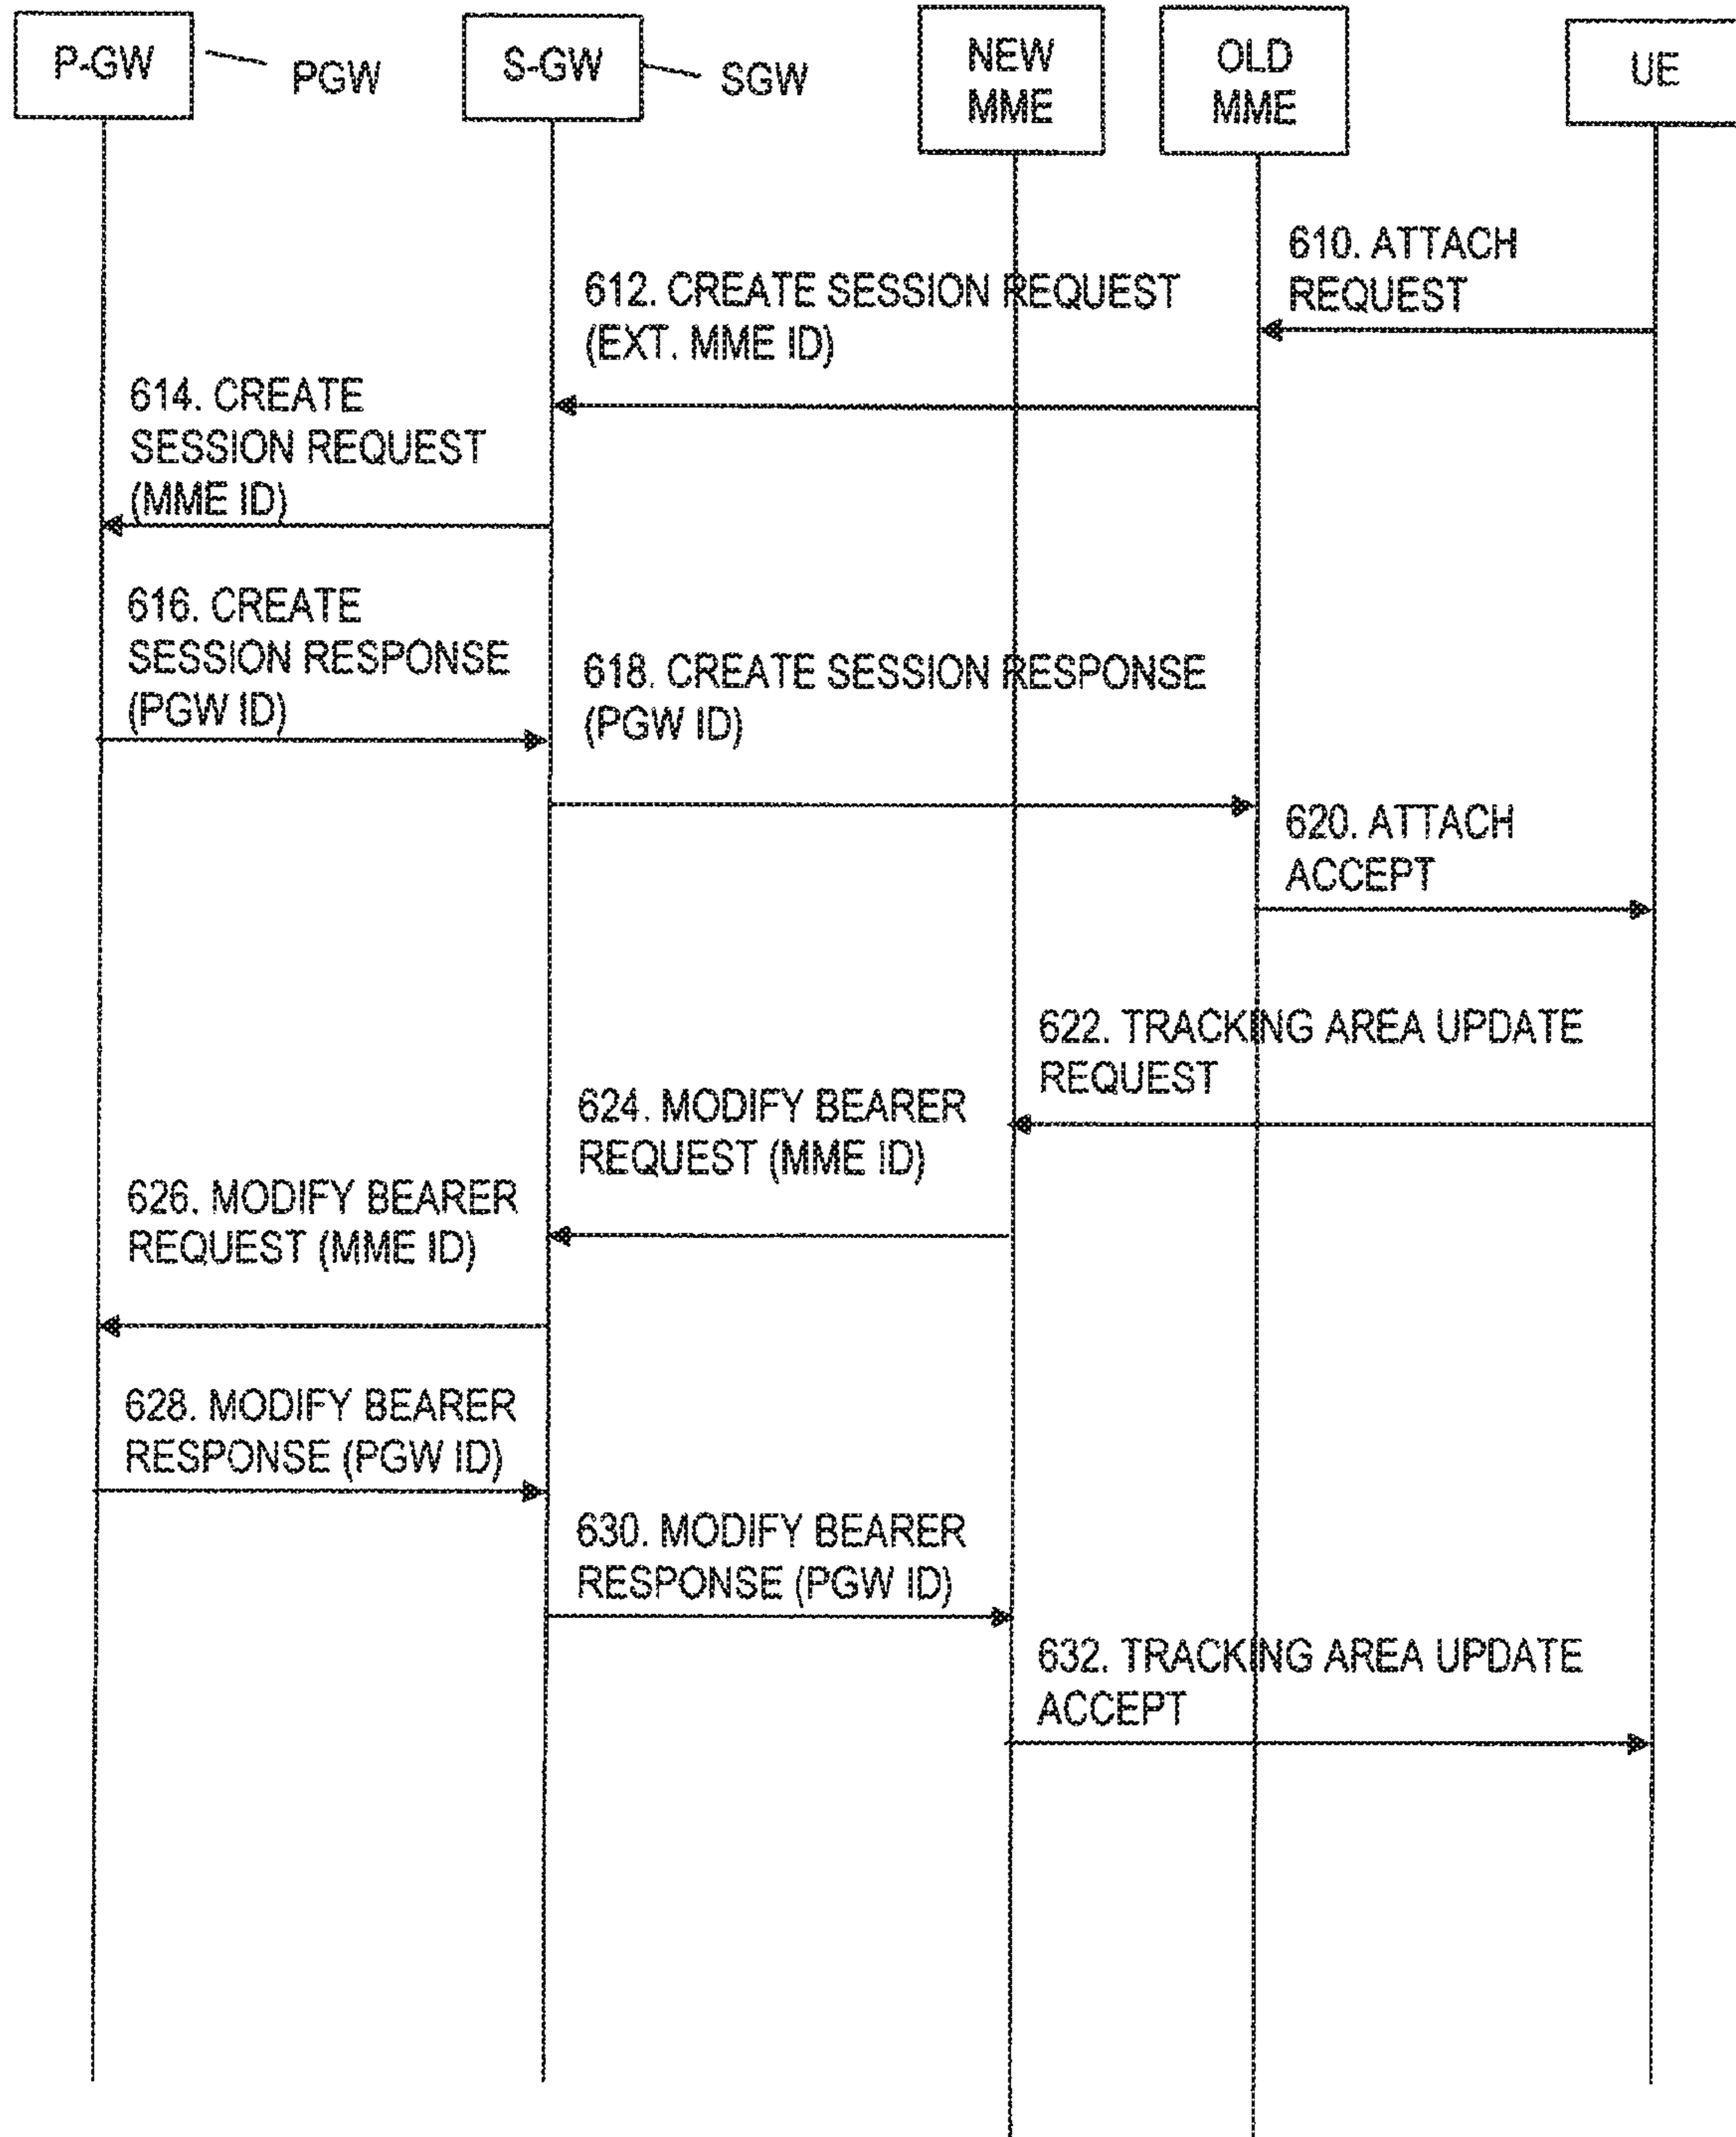 P-GW
PGW
S-GW
SGW
NEW
MME
OLD
MME
UE
610. ATTACH
REQUEST
612. CREATE SESSION REQUEST
(EXT. MME ID)
614. CREATE
SESSION REQUEST
(MME ID)
616. CREATE
SESSION RESPONSE
(PGW ID)
618. CREATE SESSION RESPONSE
(PGW ID)
620. ATTACH
ACCEPT
622. TRACKING AREA UPDATE
REQUEST
624. MODIFY BEARER
REQUEST (MME ID)
626. MODIFY BEARER
REQUEST (MME ID)
628. MODIFY BEARER
RESPONSE (PGW ID)
630. MODIFY BEARER
RESPONSE (PGW ID)
632. TRACKING AREA UPDATE
ACCEPT